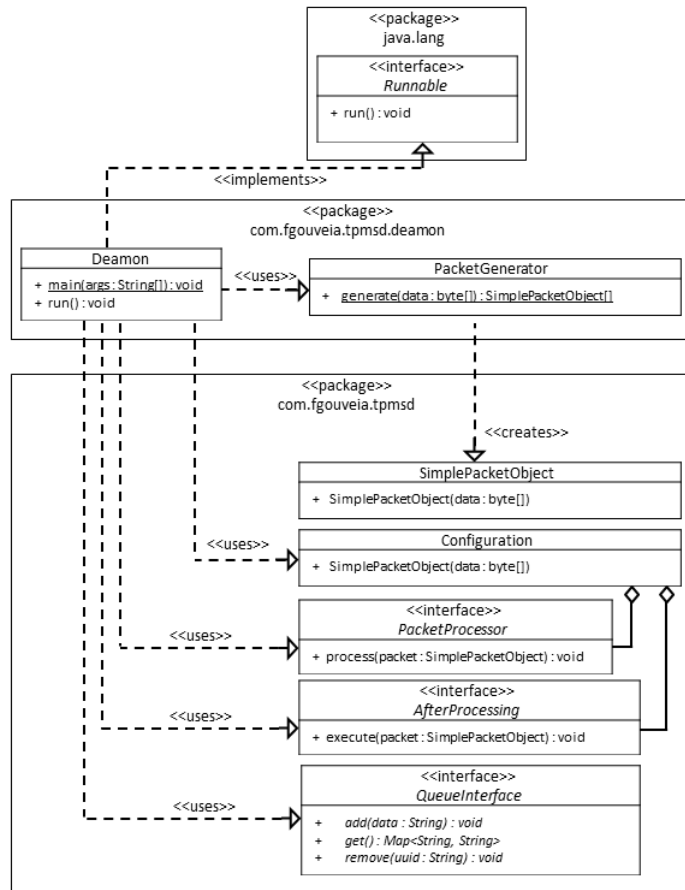 <<package>>
java.lang
<<interface>>
Runnable
+ run() : void
<<implements>>
<<package>>
com.fgouveia.tpmsd.deamon
Deamon
+ main(args : String[]) : void
+ run() : void
<<uses>>
PacketGenerator
+ generate(data : byte[]) : SimplePacketObject[]
<<package>>
com.fgouveia.tpmsd
<<creates>>
SimplePacketObject
+ SimplePacketObject(data : byte[])
<<uses>>
Configuration
+ SimplePacketObject(data : byte[])
<<uses>>
<<interface>>
PacketProcessor
+ process(packet : SimplePacketObject) : void
<<uses>>
<<interface>>
AfterProcessing
+ execute(packet : SimplePacketObject) : void
<<uses>>
<<interface>>
QueueInterface
+ add(data : String) : void
+ get() : Map<String, String>
+ remove(uuid : String) : void